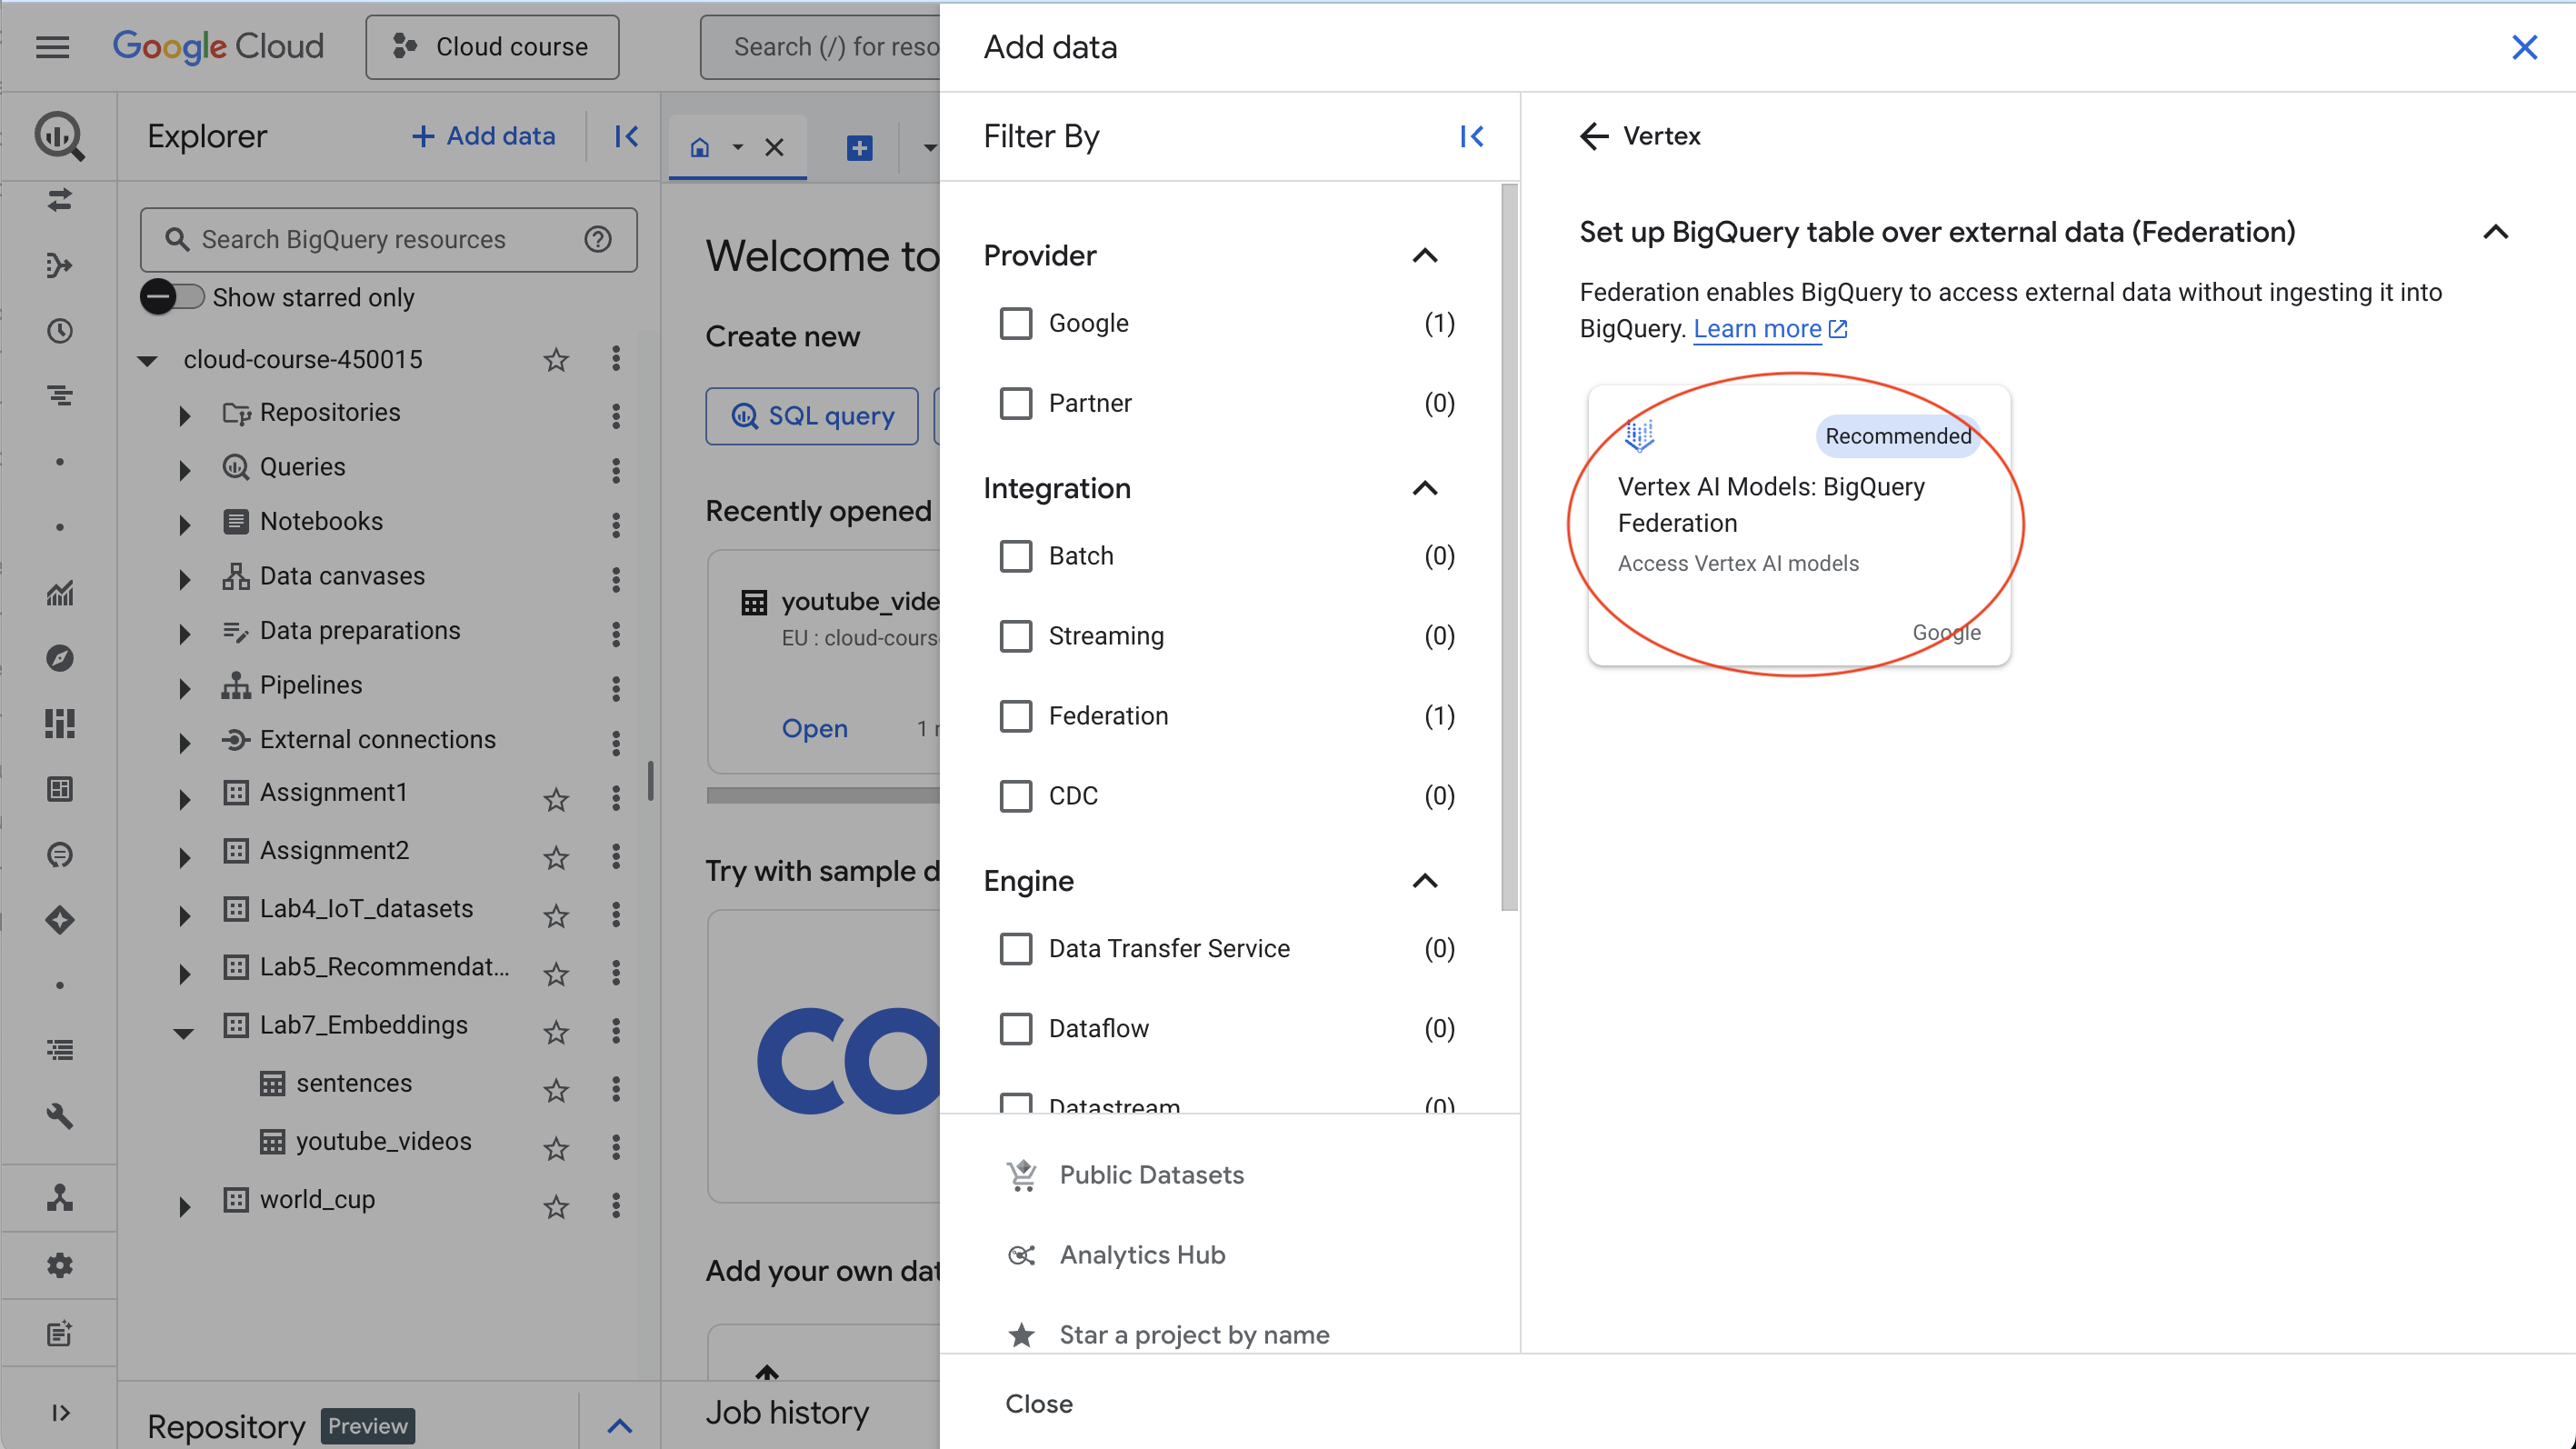 Google Cloud
Cloud course
Search (/) for reso
Explorer
+ Add data
Search BigQuery resources
Show starred only
cloud-course-450015
Repositories
Queries
Notebooks
Data canvases
Data preparations
Pipelines
External connections
Assignment1
Assignment2
Lab4_IoT_datasets
Lab5_Recommendat...
Lab7_Embeddings
sentences
youtube_videos
world_cup
Repository Preview
Welcome to
Create new
SQL query
Recently opened
youtube_vide
EU : cloud-cours
Open
Try with sample d
Add your own dat
Job history
Add data
Filter By
Provider
Google (1)
Partner (0)
Integration
Batch (0)
Streaming (0)
Federation (1)
CDC (0)
Engine
Data Transfer Service (0)
Dataflow (0)
Datastream (0)
Public Datasets
Analytics Hub
Star a project by name
Close
Vertex
Set up BigQuery table over external data (Federation)
Federation enables BigQuery to access external data without ingesting it into
BigQuery. Learn more
Recommended
Vertex AI Models: BigQuery
Federation
Access Vertex AI models
Google